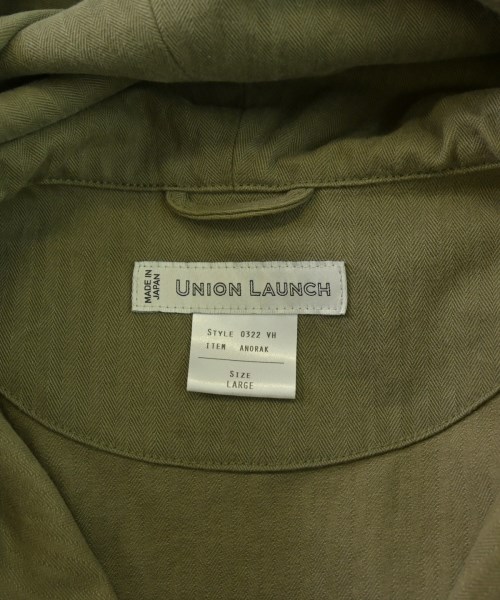 MADE IN
JAPAN
UNION LAUNCH
STYLE 0322 VH
ITEM ANORAK
SIZE
LARGE